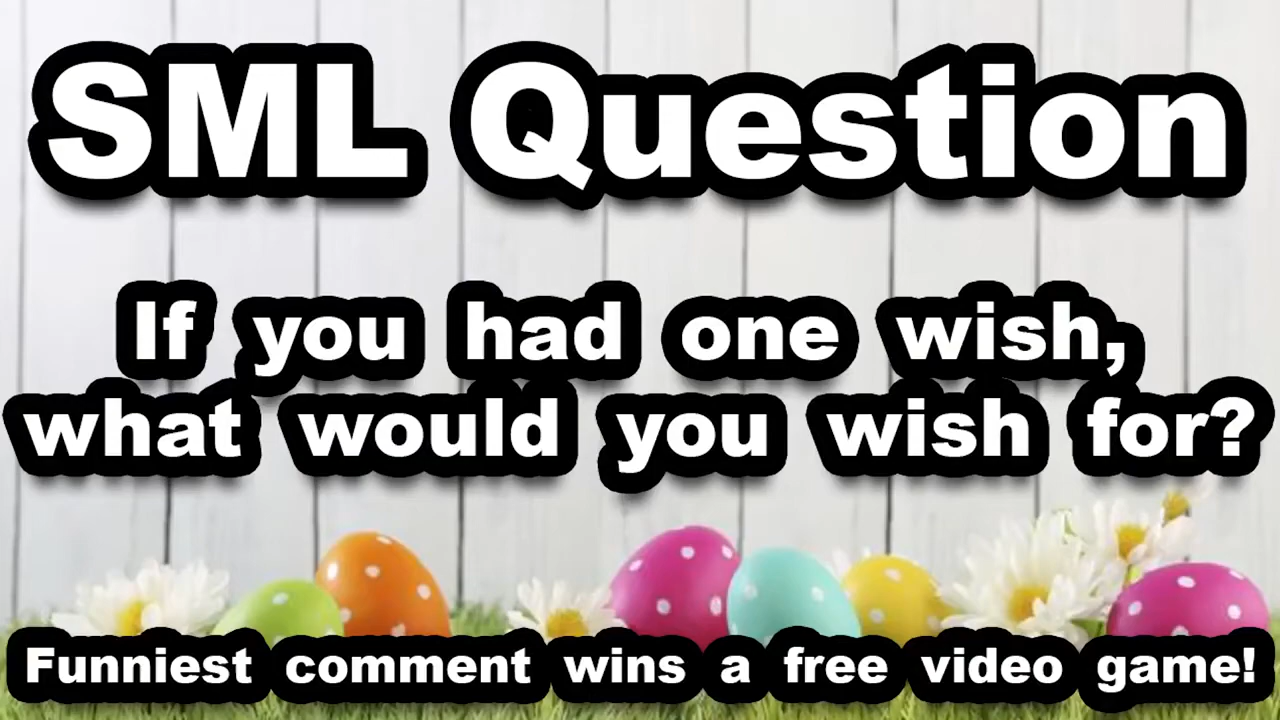 SML Question
If you had one wish,
what would you wish for?
Funniest comment wins a free video game!